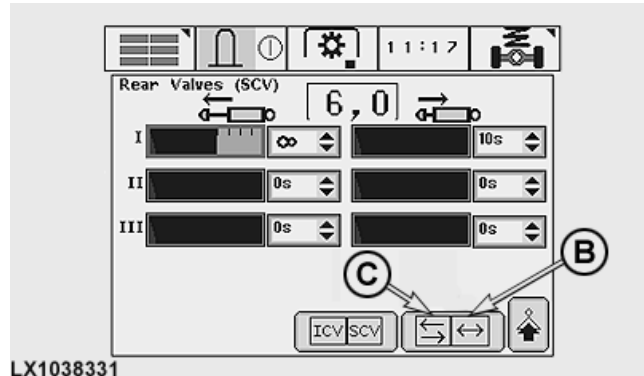 11:17
Rear Valves (SCV)
6,0
I ∞ 10s
II 0s 0s
III 0s 0s
C
B
ICV SCV
LX1038331